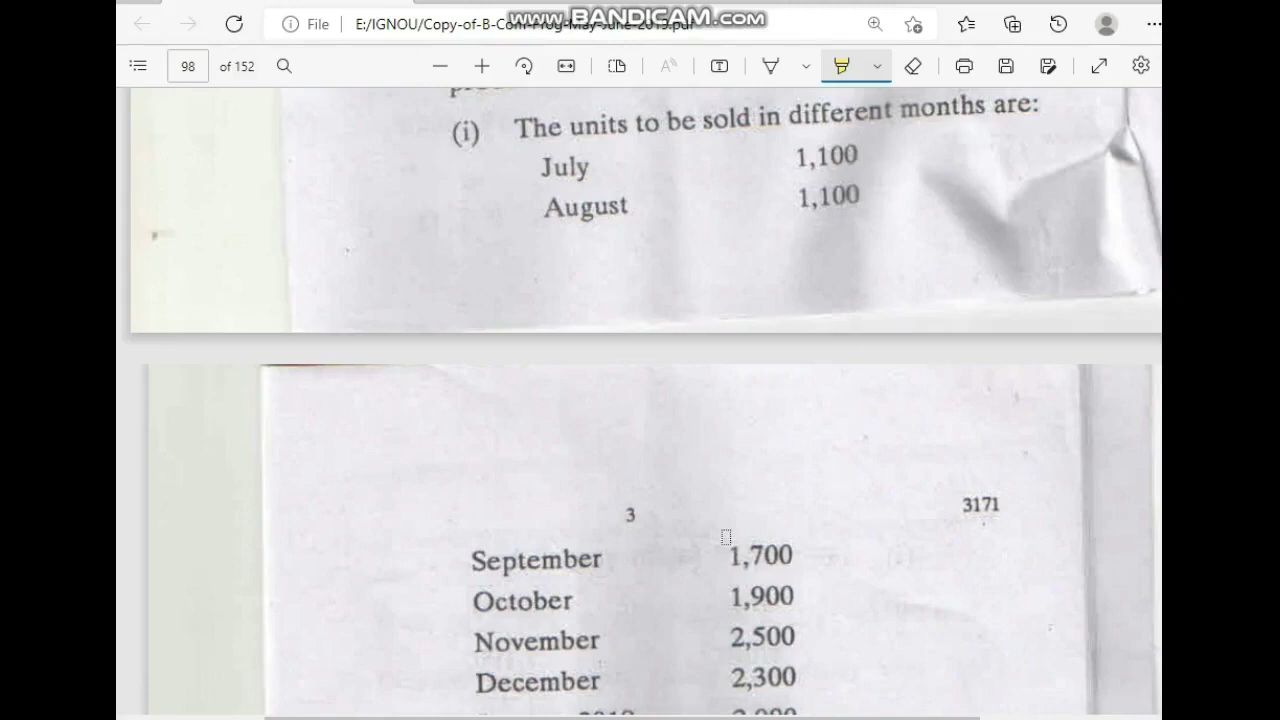 www.BANDICAM.com
File E:/IGNOU/Copy-of-B-Com-Prog-May-June-2019.pdf
98 of 152
(i) The units to be sold in different months are:
July 1,100
August 1,100
3 3171
September 1,700
October 1,900
November 2,500
December 2,300